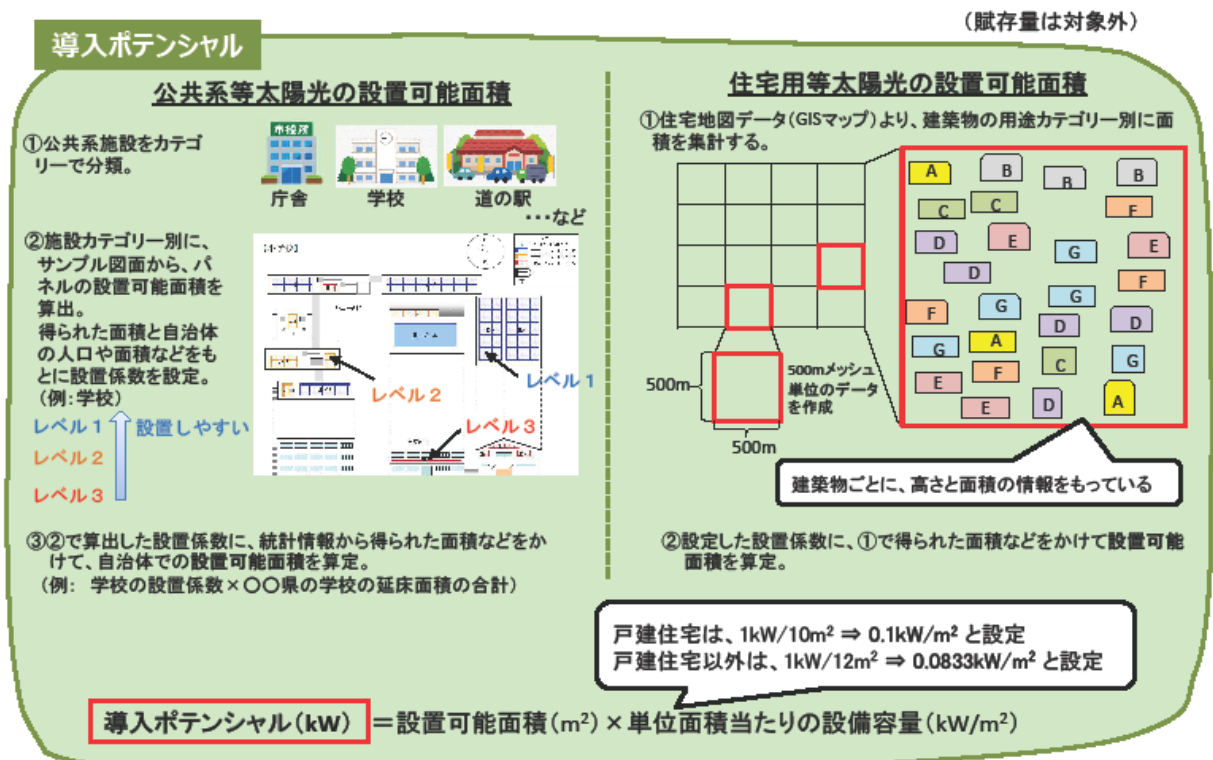 （賦存量は対象外）
導入ポテンシャル
公共系等太陽光の設置可能面積
①公共系施設をカテゴ
リーで分類。
市役所
庁舎
学校
道の駅
・・・など
②施設カテゴリー別に、
サンプル図面から、パ
ネルの設置可能面積を
算出。
得られた面積と自治体
の人口や面積などをも
とに設置係数を設定。
（例：学校）
レベル１
設置しやすい
レベル２
レベル３
レベル１
レベル２
レベル３
③②で算出した設置係数に、統計情報から得られた面積などをか
けて、自治体での設置可能面積を算定。
（例： 学校の設置係数×〇〇県の学校の延床面積の合計）
住宅用等太陽光の設置可能面積
①住宅地図データ（GISマップ）より、建築物の用途カテゴリー別に面
積を集計する。
A B B B
C C F
D E G E
D F
F G G
D D
G A
C G
E F
E D A
500m
500m
500mメッシュ
単位のデータ
を作成
建築物ごとに、高さと面積の情報をもっている
②設定した設置係数に、①で得られた面積などをかけて設置可能
面積を算定。
戸建住宅は、1kW/10m² ⇒ 0.1kW/m² と設定
戸建住宅以外は、1kW/12m² ⇒ 0.0833kW/m² と設定
導入ポテンシャル（kW）＝設置可能面積（m²）×単位面積当たりの設備容量（kW/m²）